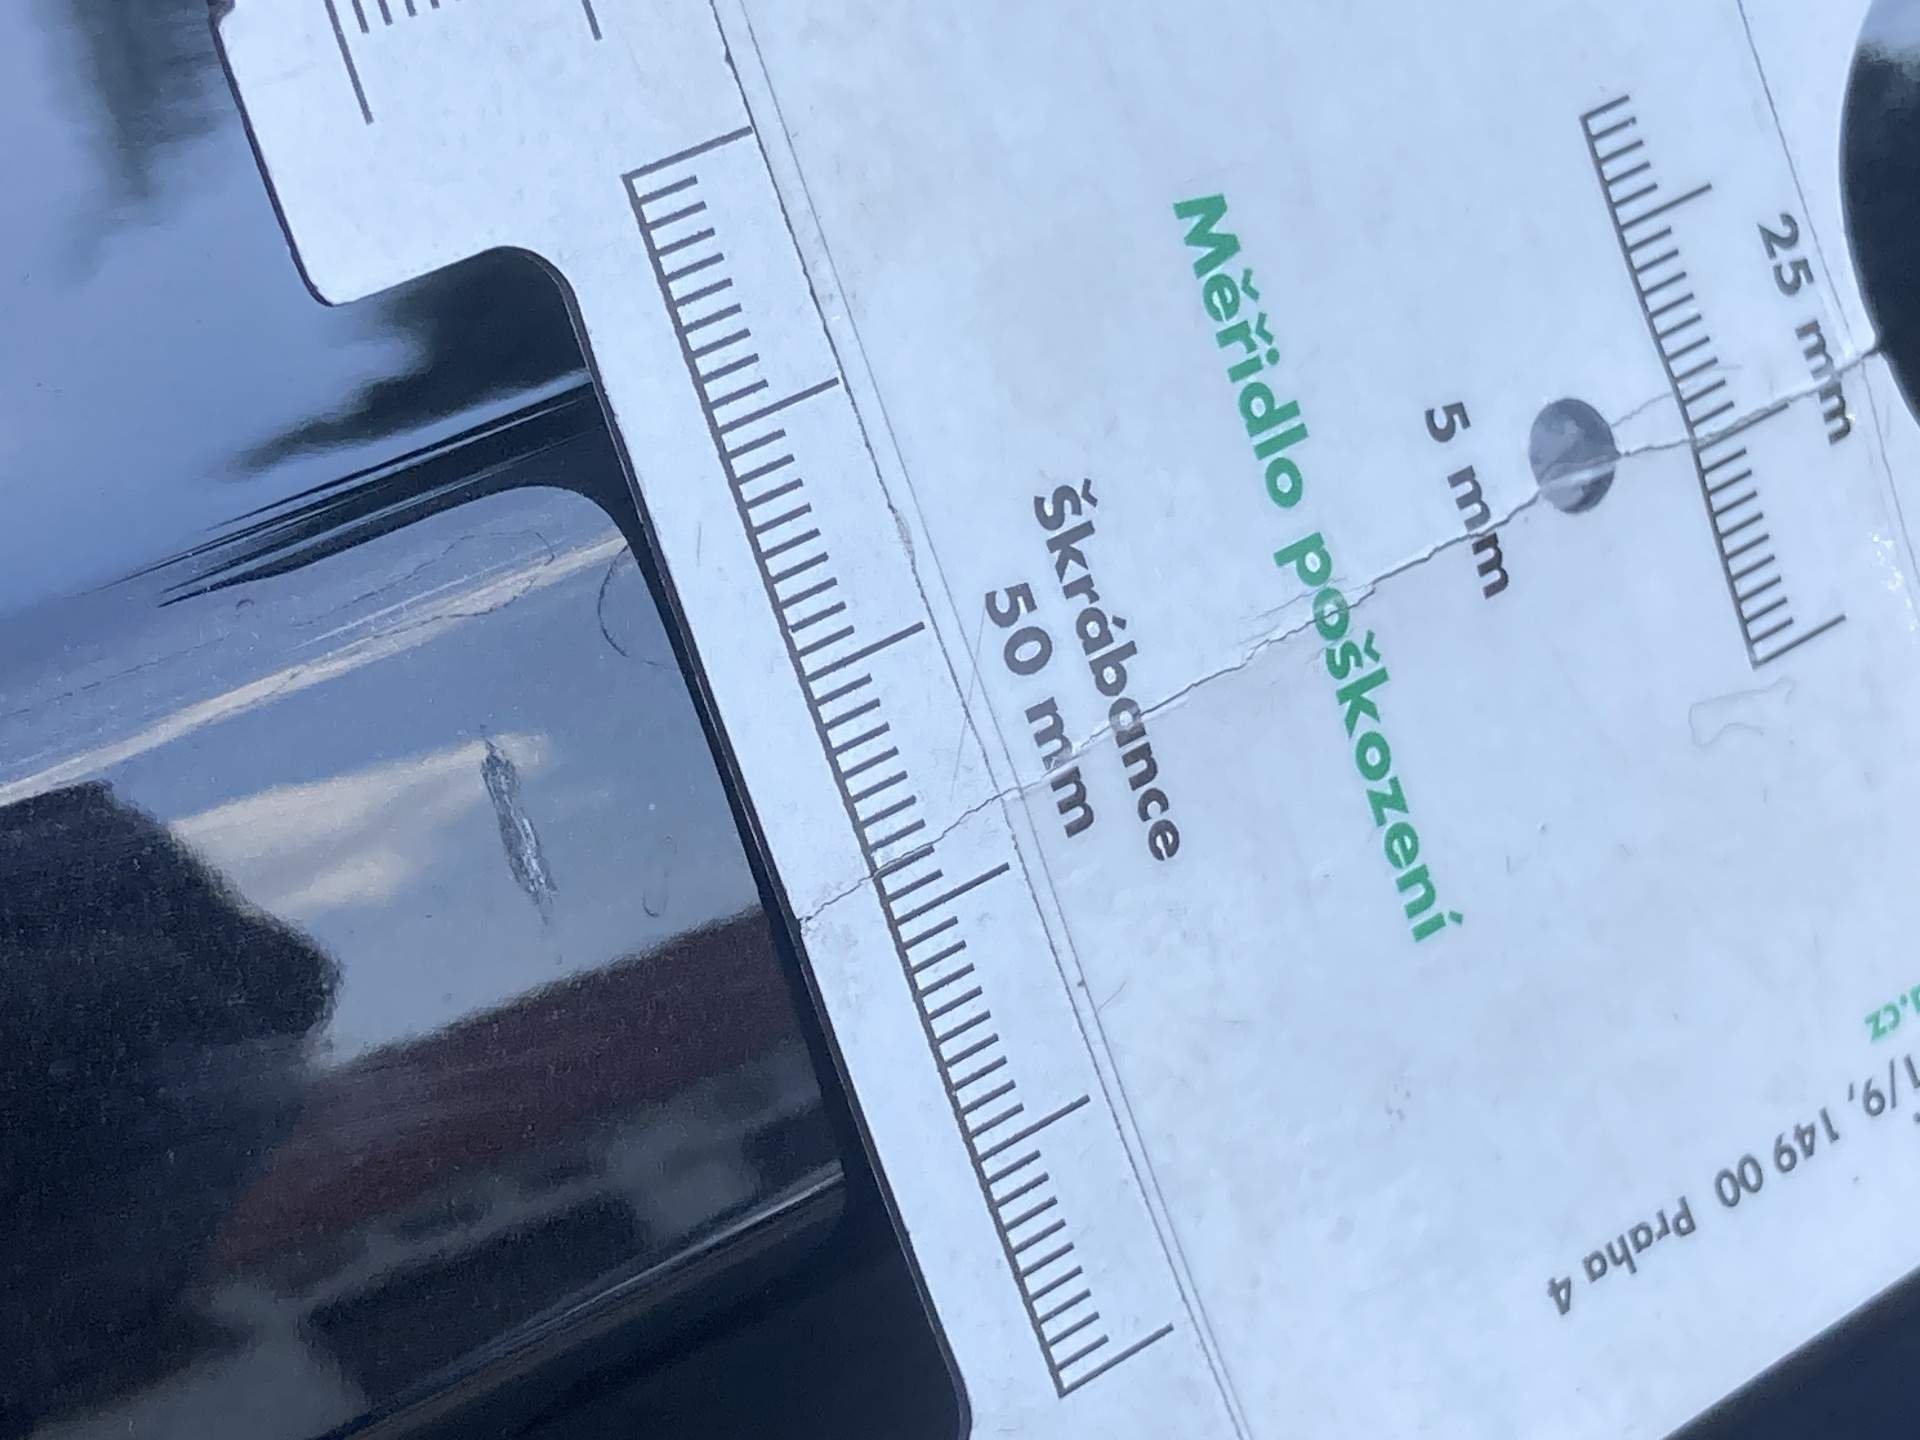 25 mm
5 mm
Měřidlo poškození
Škrábance
50 mm
.cz
1/9, 149 00 Praha 4